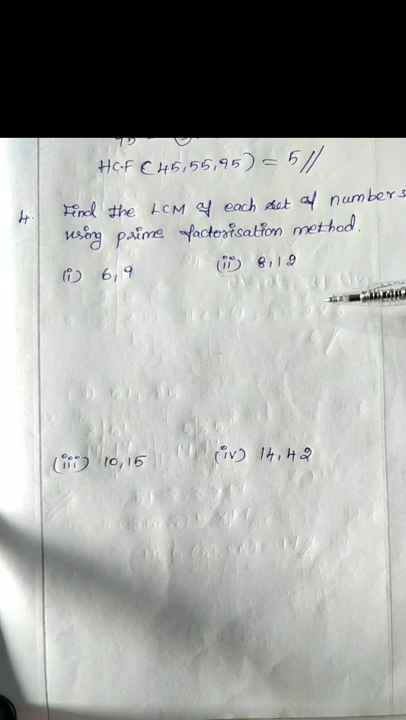 HCF (45,55,95) = 5//
4. Find the LCM of each set of numbers
using prime factorisation method.
(i) 6,9 (ii) 8,12
(iii) 10,15 (iv) 14,42